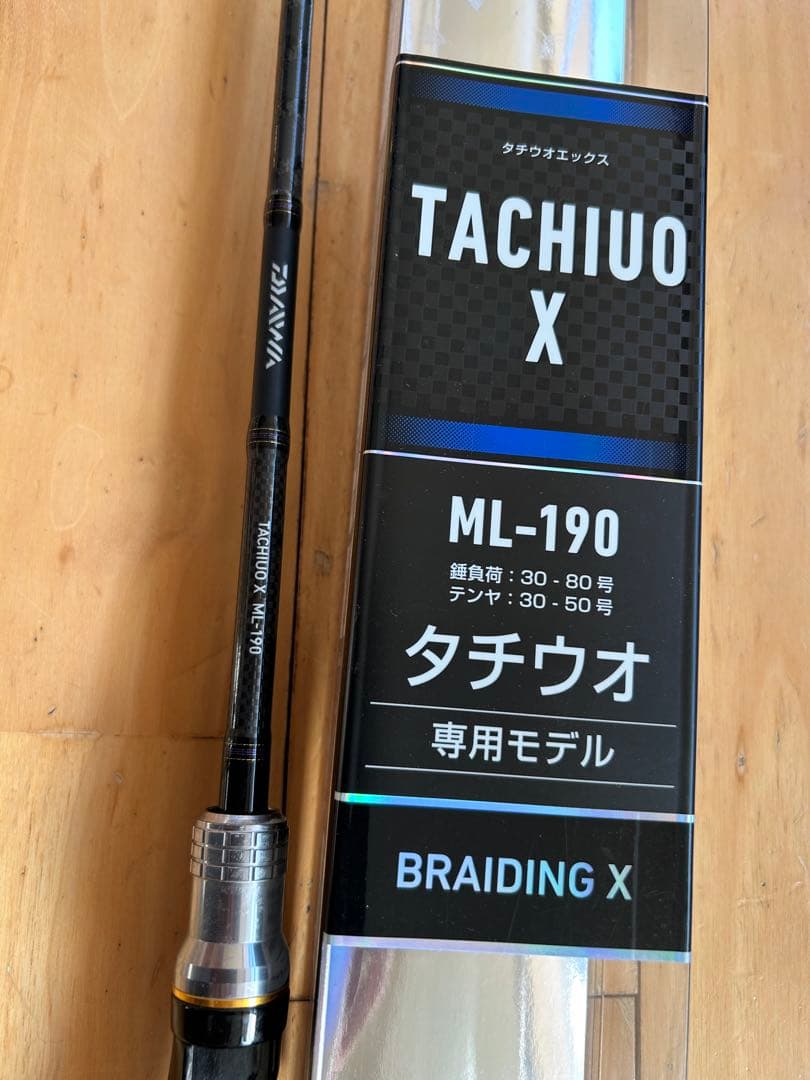 DAIWA
TACHIUO X ML-190
タチウオエックス
TACHIUO
X
ML-190
錘負荷：30 - 80 号
テンヤ：30 - 50 号
タチウオ
専用モデル
BRAIDING X